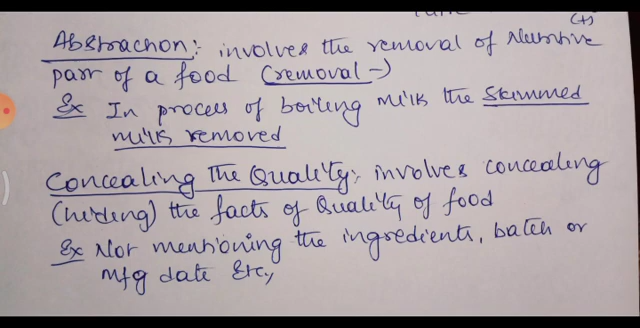 (+)
Abstraction:- involves the removal of Nutritive
part of a food (removal -)
Ex In process of boiling milk the skimmed
milk removed
Concealing the Quality:- involves concealing
(hiding) the facts of Quality of food
Ex Not mentioning the ingredients, batch or
Mfg date Etc,